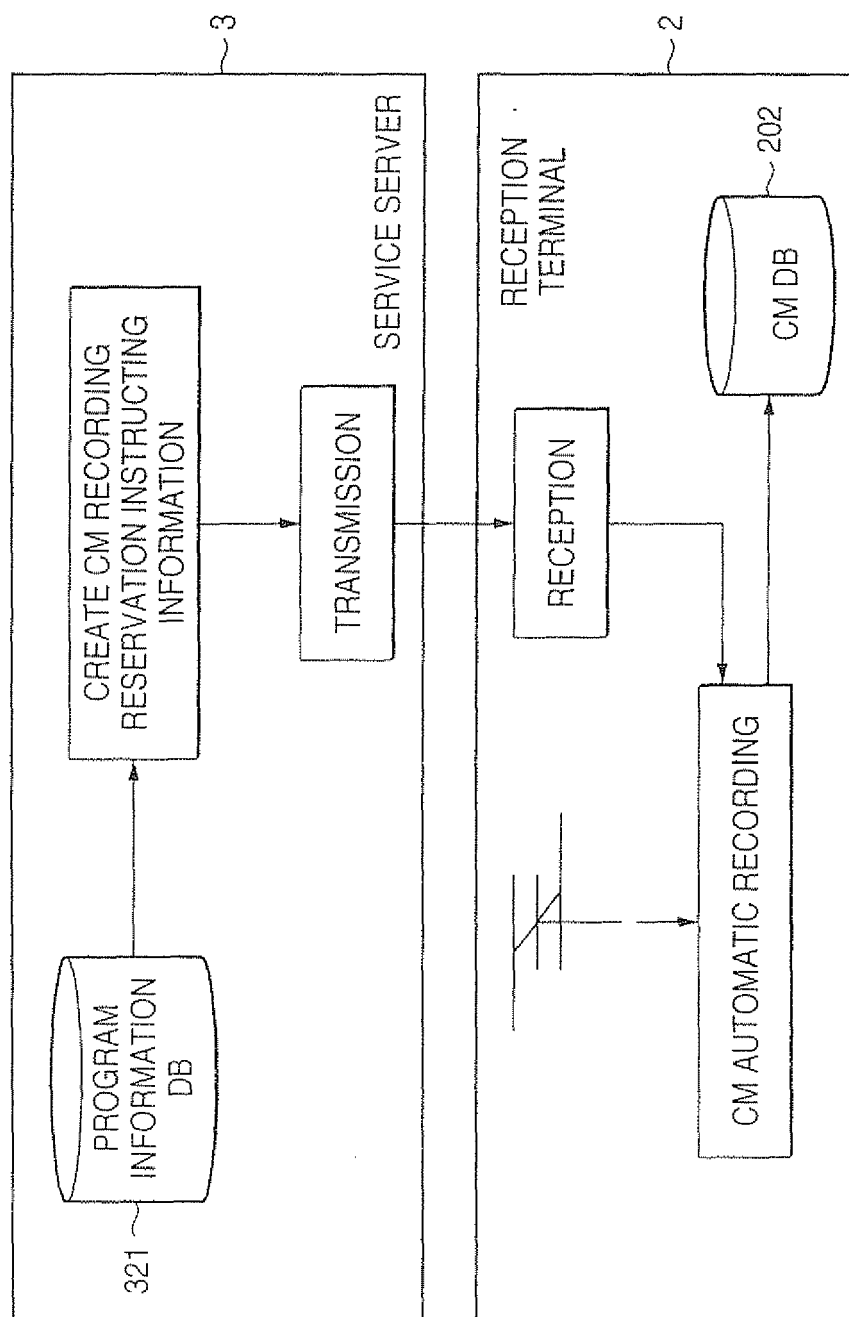 3
CREATE CM RECORDING
RESERVATION INSTRUCTING
INFORMATION
PROGRAM
INFORMATION
DB
321
TRANSMISSION
SERVICE SERVER
2
RECEPTION
TERMINAL
RECEPTION
202
CM DB
CM AUTOMATIC RECORDING